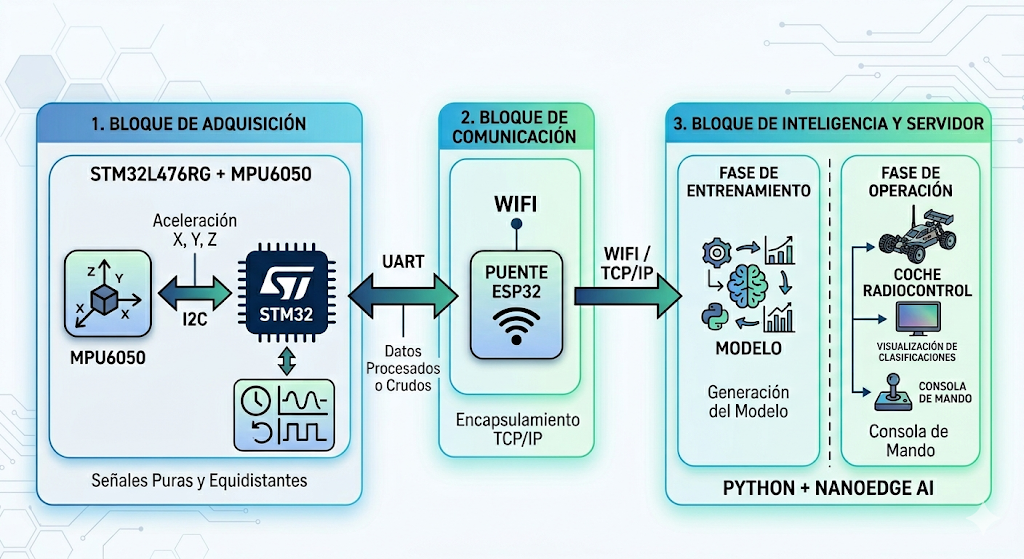 1. BLOQUE DE ADQUISICIÓN
STM32L476RG + MPU6050
Aceleración
X, Y, Z
Z
Y
X
X
I2C
MPU6050
ST
STM32
Señales Puras y Equidistantes
UART
Datos
Procesados
o Crudos
2. BLOQUE DE
COMUNICACIÓN
WIFI
PUENTE
ESP32
Encapsulamiento
TCP/IP
WIFI /
TCP/IP
3. BLOQUE DE INTELIGENCIA Y SERVIDOR
FASE DE
ENTRENAMIENTO
MODELO
Generación
del Modelo
FASE DE
OPERACIÓN
COCHE
RADIOCONTROL
VISUALIZACIÓN DE
CLASIFICACIONES
CONSOLA
DE MANDO
Consola de
Mando
PYTHON + NANOEDGE AI